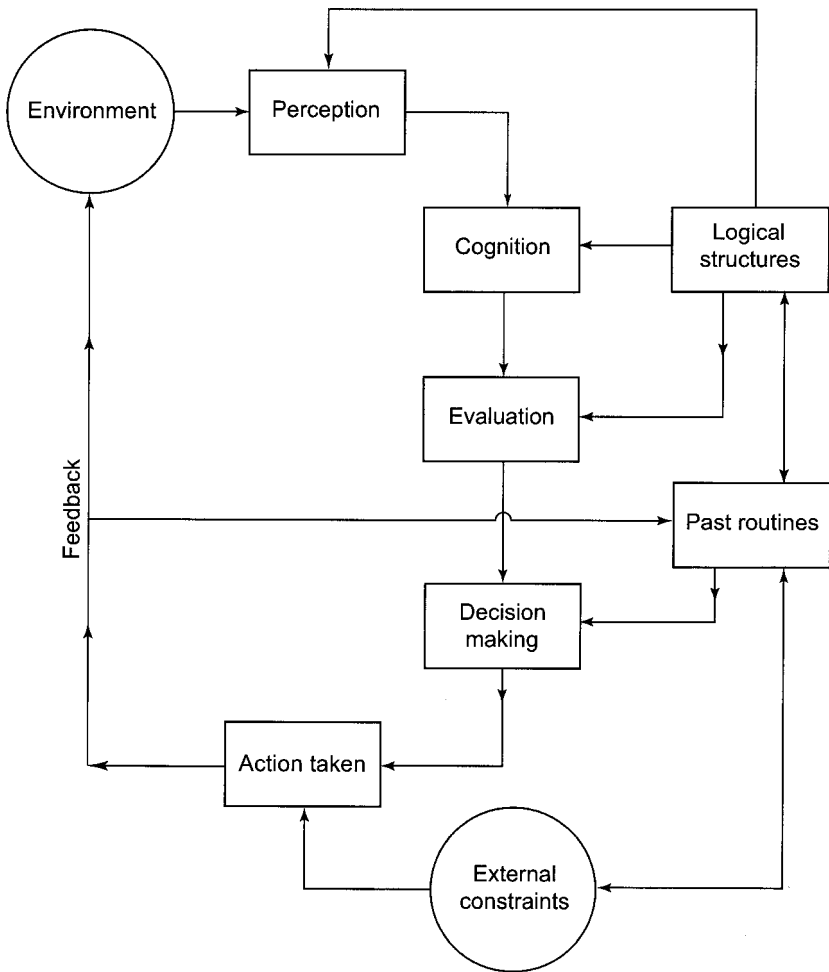 Environment
Perception
Cognition
Logical
structures
Evaluation
Feedback
Past routines
Decision
making
Action taken
External
constraints